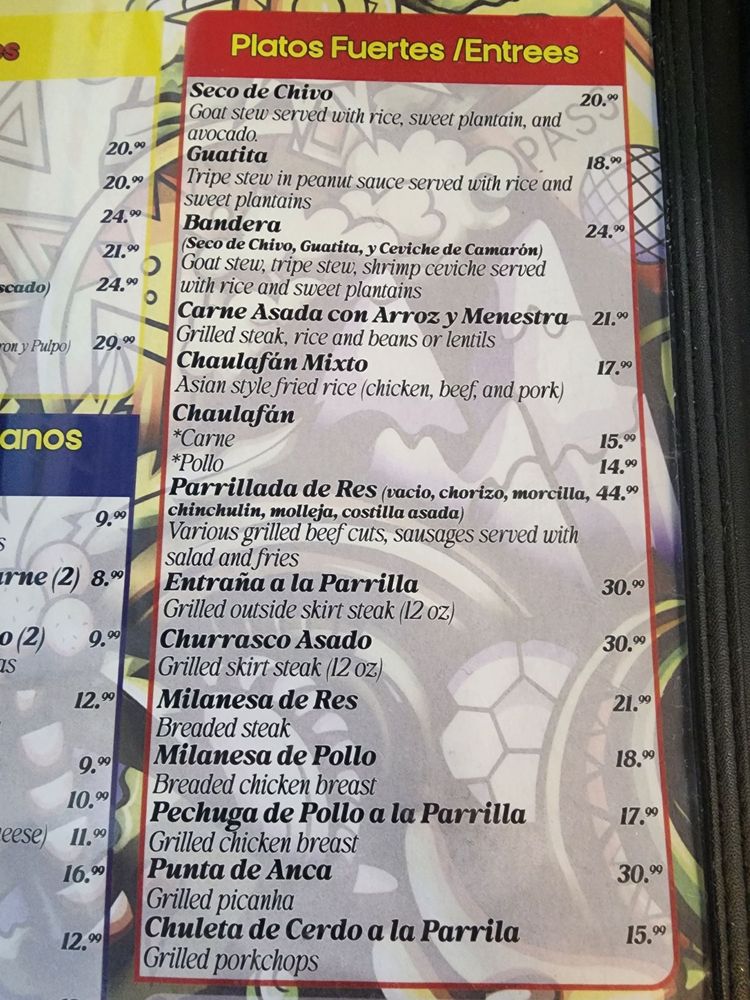 es
20.99
20.99
24.99
21.99
scado) 24.99
ron y Pulpo) 29.99
anos
9.99
s
arne (2) 8.99
o (2) 9.99
as
12.99
9.99
10.99
eese) 11.99
16.99
12.99
Platos Fuertes /Entrees
Seco de Chivo 20.99
Goat stew served with rice, sweet plantain, and
avocado.
Guatita 18.99
Tripe stew in peanut sauce served with rice and
sweet plantains
Bandera 24.99
(Seco de Chivo, Guatita, y Ceviche de Camarón)
Goat stew, tripe stew, shrimp ceviche served
with rice and sweet plantains
Carne Asada con Arroz y Menestra 21.99
Grilled steak, rice and beans or lentils
Chaulafán Mixto 17.99
Asian style fried rice (chicken, beef, and pork)
Chaulafán
*Carne 15.99
*Pollo 14.99
Parrillada de Res (vacio, chorizo, morcilla, 44.99
chinchulin, molleja, costilla asada)
Various grilled beef cuts, sausages served with
salad and fries
Entraña a la Parrilla 30.99
Grilled outside skirt steak (12 oz)
Churrasco Asado 30.99
Grilled skirt steak (12 oz)
Milanesa de Res 21.99
Breaded steak
Milanesa de Pollo 18.99
Breaded chicken breast
Pechuga de Pollo a la Parrilla 17.99
Grilled chicken breast
Punta de Anca 30.99
Grilled picanha
Chuleta de Cerdo a la Parrila 15.99
Grilled porkchops
PASS